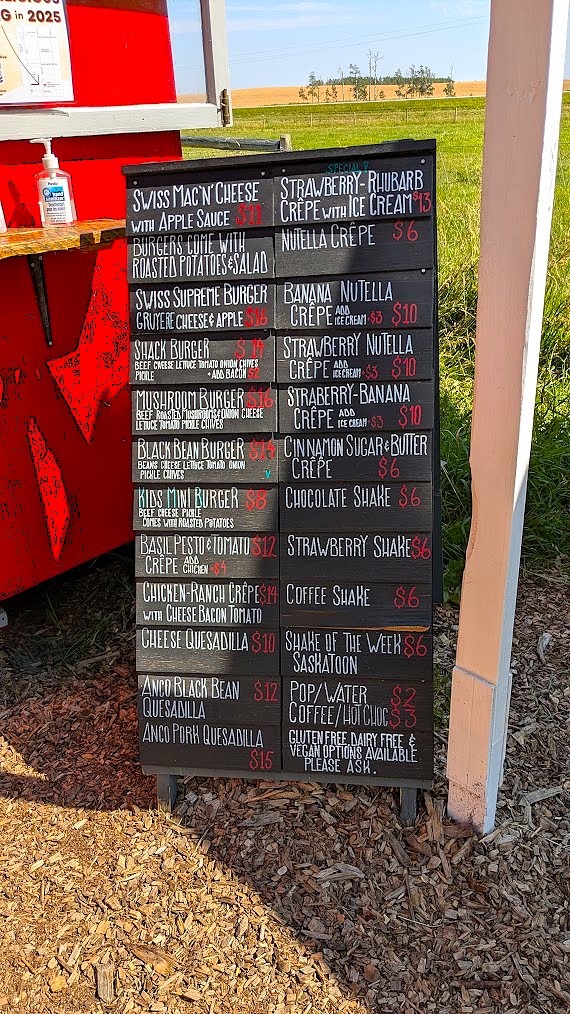 G in 2025
SWISS MAC'N'CHEESE
WITH APPLE SAUCE $11
BURGERS COME WITH
ROASTED POTATOES & SALAD
SWISS SUPREME BURGER
GRUYERE CHEESE & APPLE $16
SHACK BURGER $14
BEEF CHEESE LETTUCE TOMATO ONION CHIVES
PICKLE • ADD BACON
MUSHROOM BURGER $16
BEEF ROASTED MUSHROOMS & ONION CHEESE
LETTUCE TOMATO PICKLE CHIVES
BLACK BEAN BURGER $14
BEANS CHEESE LETTUCE TOMATO ONION
PICKLE CHIVES V
KIDS MINI BURGER $8
BEEF CHEESE PICKLE
COMES WITH ROASTED POTATOES
BASIL PESTO & TOMATO $12
CRÊPE ADD
CHICKEN +$4
CHICKEN-RANCH CRÊPE $14
WITH CHEESE BACON TOMATO
CHEESE QUESADILLA $10
ANCO BLACK BEAN $12
QUESADILLA
ANCO PORK QUESADILLA
$15
SPECIAL
STRAWBERRY-RHUBARB
CRÊPE WITH ICE CREAM $13
NUTELLA CRÊPE $6
BANANA NUTELLA
CRÊPE ADD
ICE CREAM +$3 $10
STRAWBERRY NUTELLA
CRÊPE ADD
ICE CREAM +$3 $10
STRABERRY-BANANA
CRÊPE ADD
ICE CREAM +$3 $10
CINNAMON SUGAR & BUTTER
CRÊPE $6
CHOCOLATE SHAKE $6
STRAWBERRY SHAKE $6
COFFEE SHAKE $6
SHAKE OF THE WEEK $6
SASKATOON
POP/WATER $2
COFFEE/HOT CHOC $3
GLUTEN FREE, DAIRY FREE &
VEGAN OPTIONS AVAILABLE
PLEASE ASK.